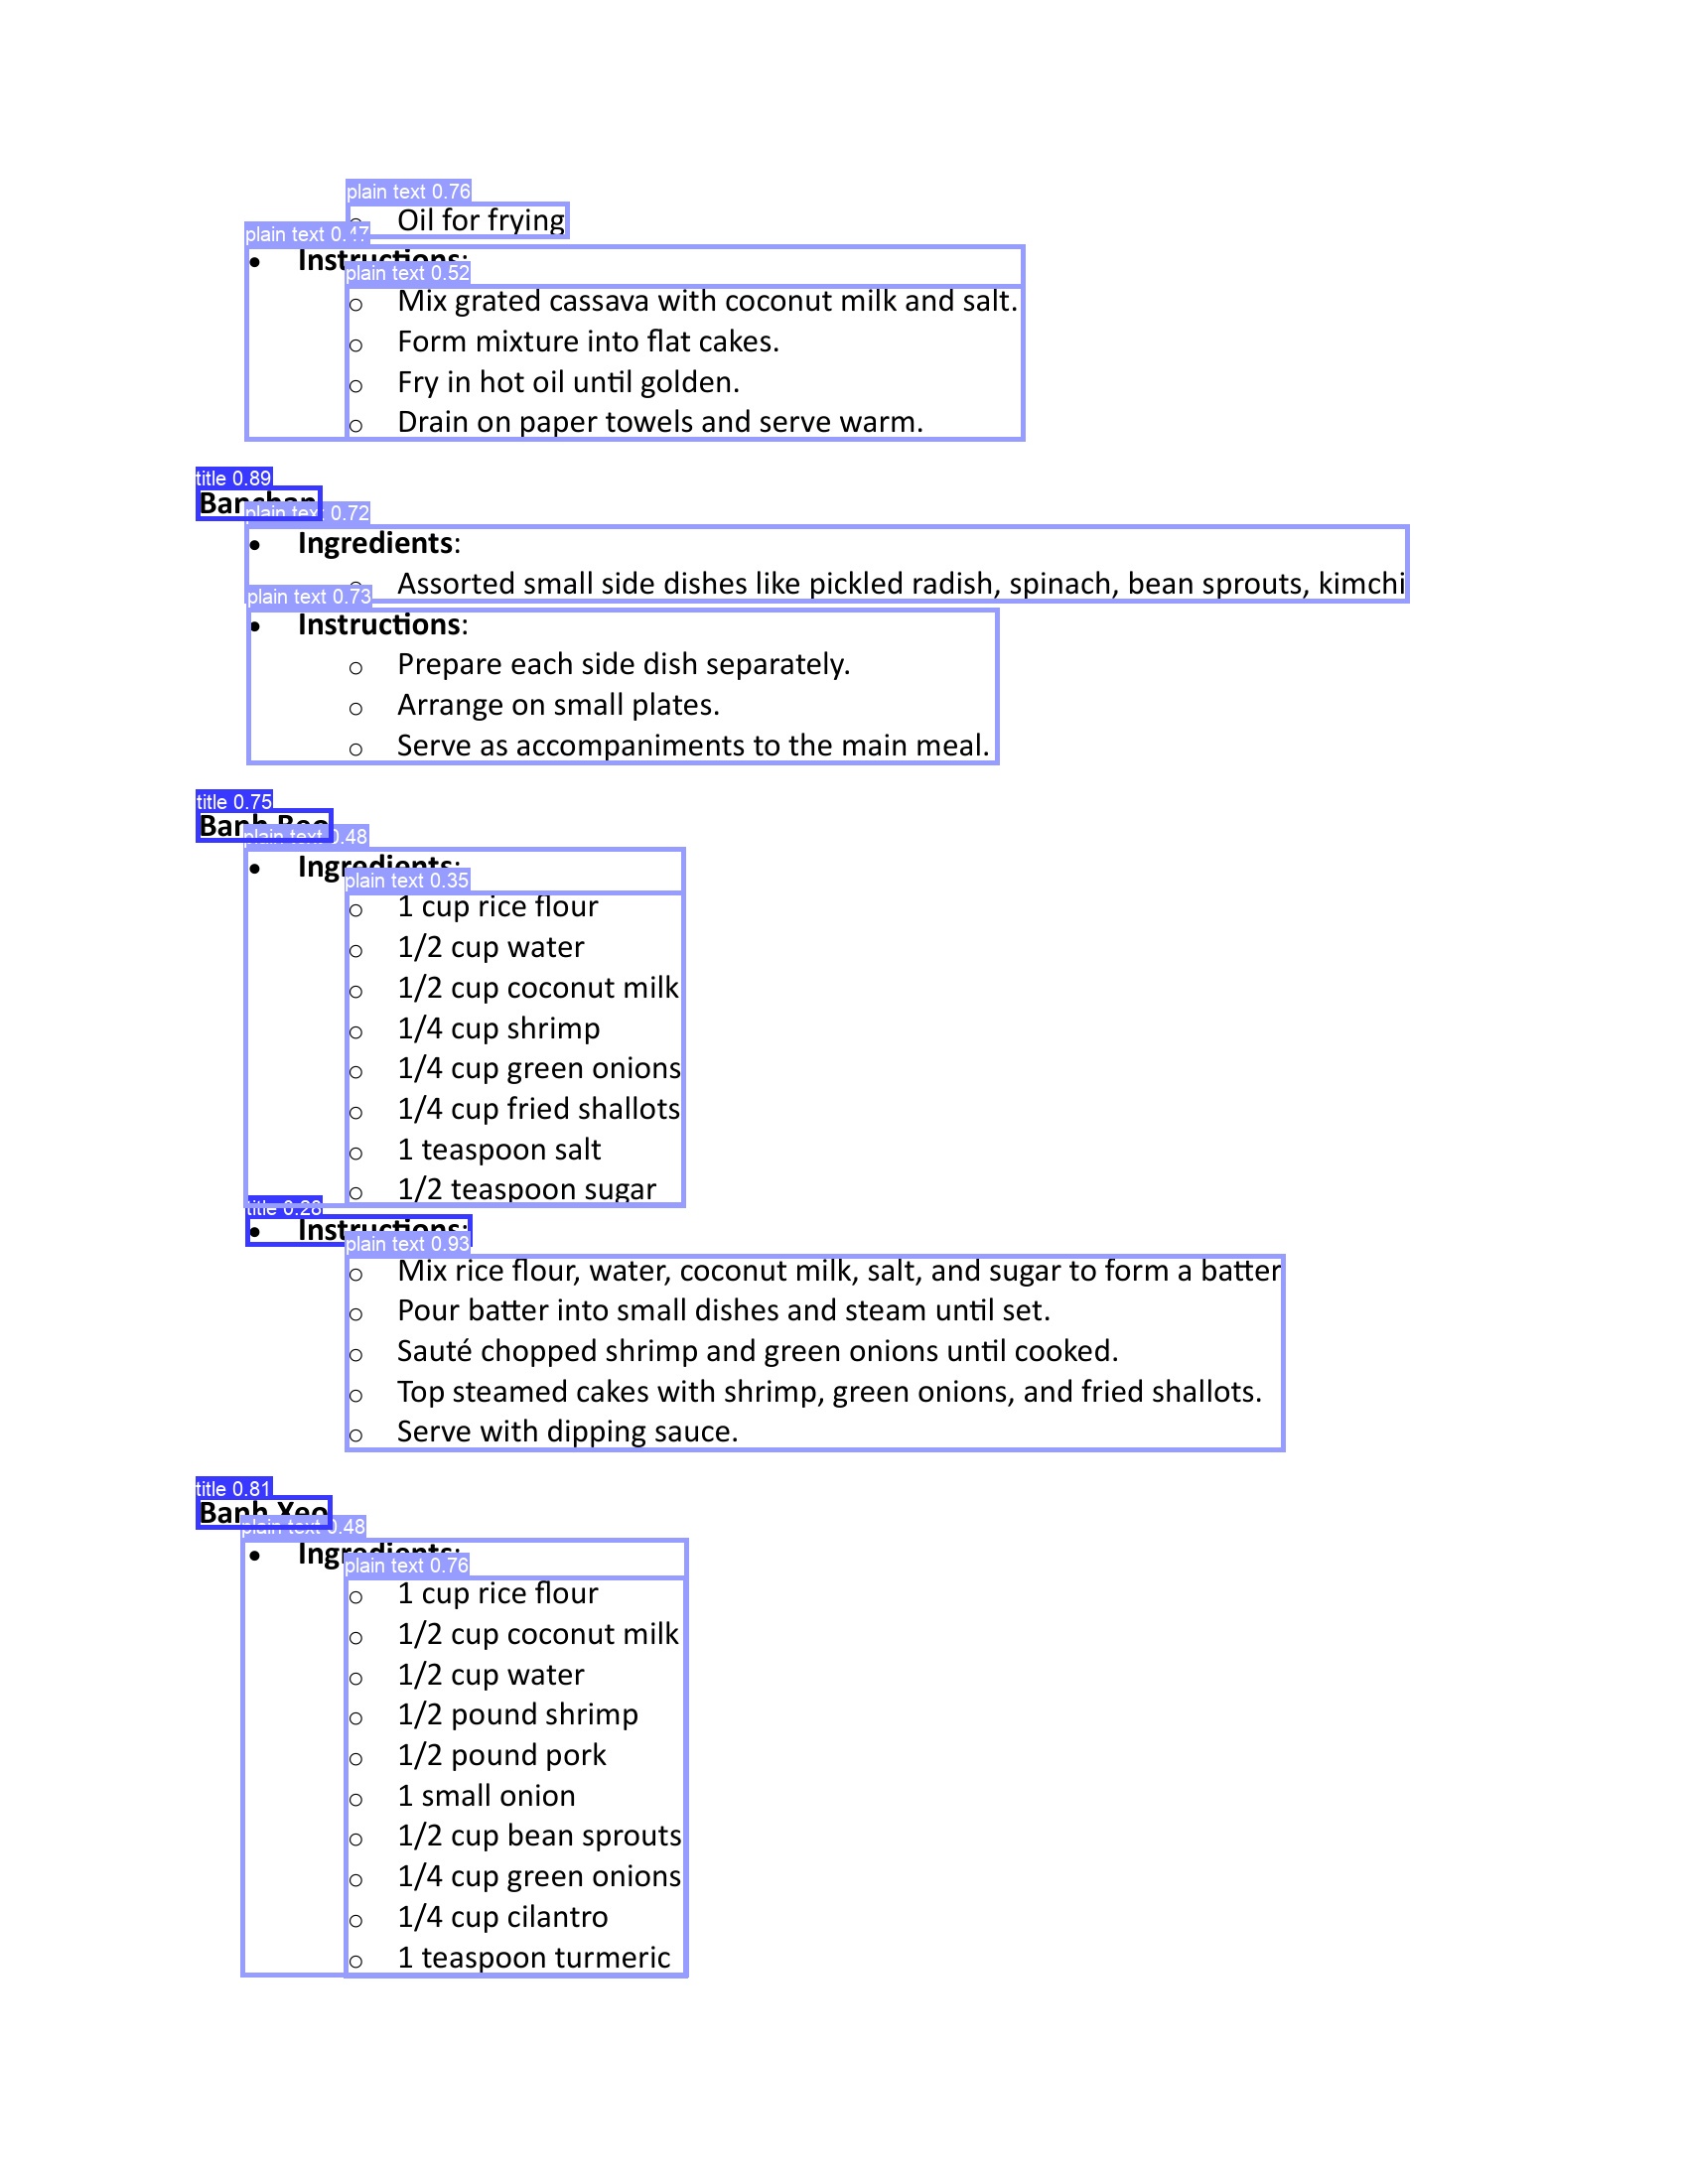 plain text 0.76
○ Oil for frying
plain text 0.47
• Instructions:
plain text 0.52
○ Mix grated cassava with coconut milk and salt.
○ Form mixture into flat cakes.
○ Fry in hot oil until golden.
○ Drain on paper towels and serve warm.
title 0.89
Banchan
plain text 0.72
• Ingredients:
○ Assorted small side dishes like pickled radish, spinach, bean sprouts, kimchi
plain text 0.73
• Instructions:
○ Prepare each side dish separately.
○ Arrange on small plates.
○ Serve as accompaniments to the main meal.
title 0.75
Banh Beo
plain text 0.48
• Ingredients:
plain text 0.35
○ 1 cup rice flour
○ 1/2 cup water
○ 1/2 cup coconut milk
○ 1/4 cup shrimp
○ 1/4 cup green onions
○ 1/4 cup fried shallots
○ 1 teaspoon salt
○ 1/2 teaspoon sugar
title 0.28
• Instructions:
plain text 0.93
○ Mix rice flour, water, coconut milk, salt, and sugar to form a batter
○ Pour batter into small dishes and steam until set.
○ Sauté chopped shrimp and green onions until cooked.
○ Top steamed cakes with shrimp, green onions, and fried shallots.
○ Serve with dipping sauce.
title 0.81
Banh Xeo
plain text 0.48
• Ingredients:
plain text 0.76
○ 1 cup rice flour
○ 1/2 cup coconut milk
○ 1/2 cup water
○ 1/2 pound shrimp
○ 1/2 pound pork
○ 1 small onion
○ 1/2 cup bean sprouts
○ 1/4 cup green onions
○ 1/4 cup cilantro
○ 1 teaspoon turmeric